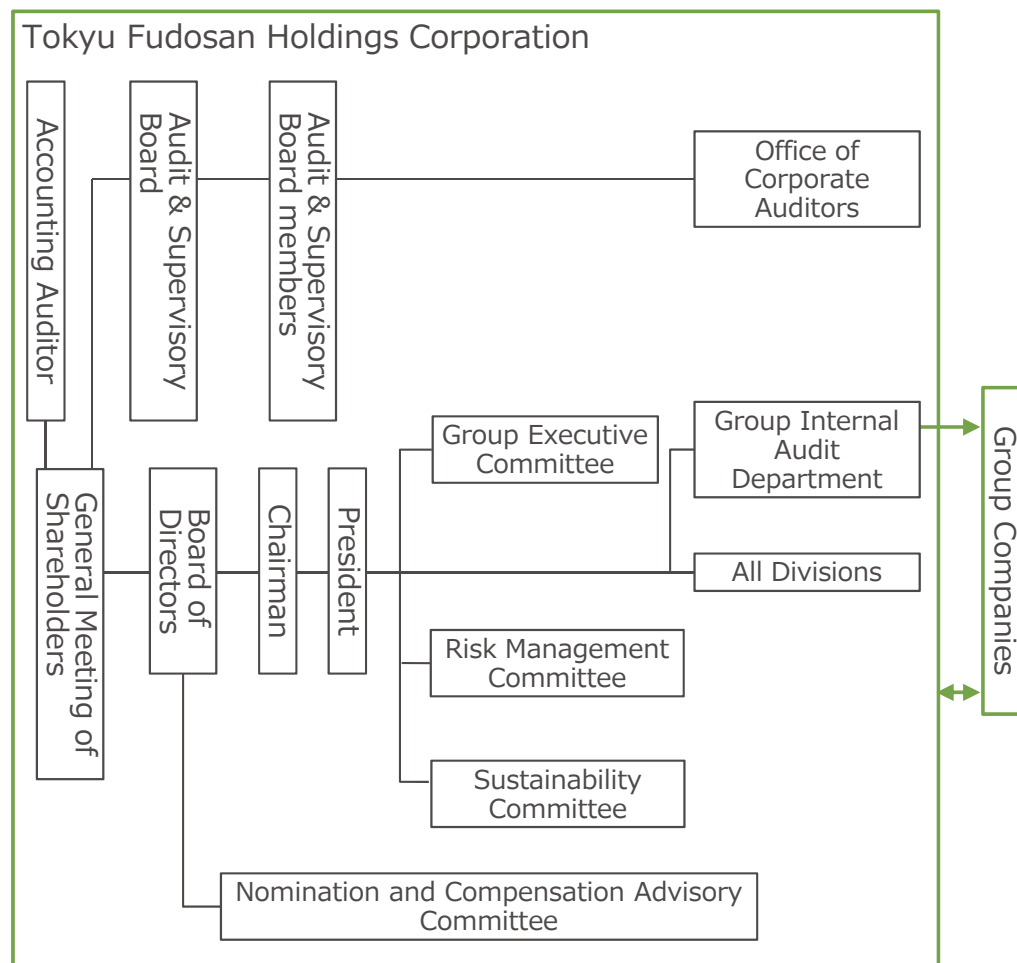 Tokyu Fudosan Holdings Corporation
Accounting Auditor
Audit & Supervisory
Board
Audit & Supervisory
Board members
Office of
Corporate
Auditors
General Meeting of
Shareholders
Board of
Directors
Chairman
President
Group Executive
Committee
Group Internal
Audit
Department
All Divisions
Risk Management
Committee
Sustainability
Committee
Nomination and Compensation Advisory
Committee
Group Companies